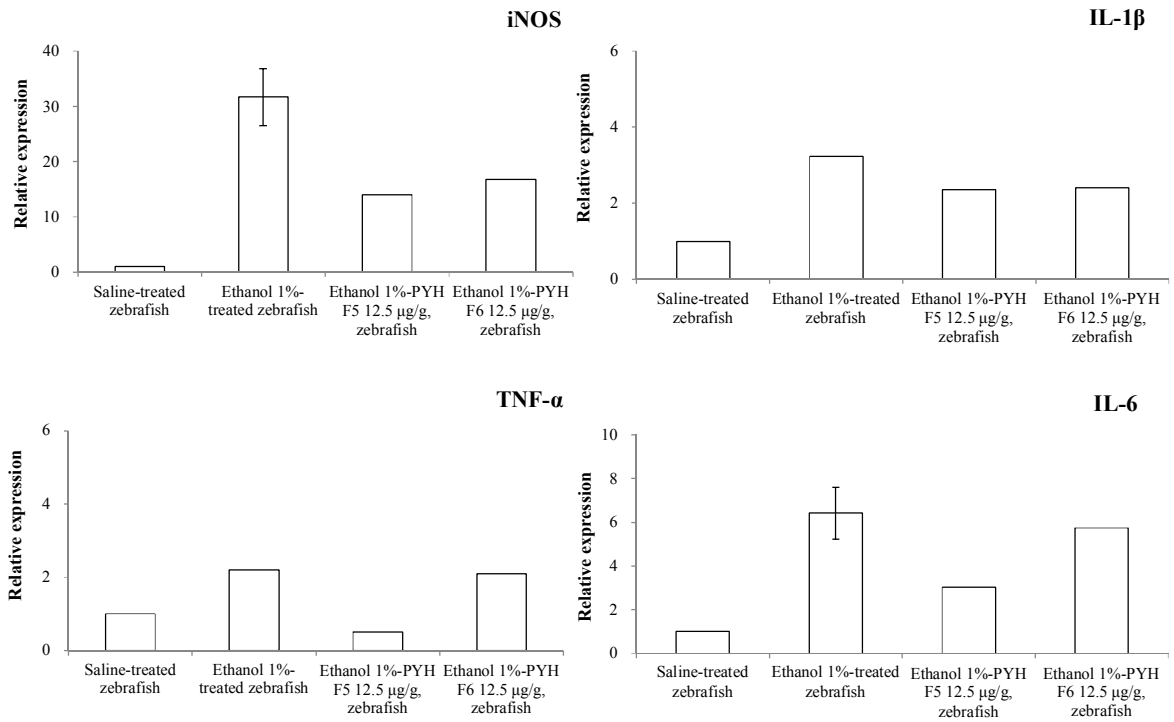 iNOS
Relative expression
40
30
20
10
0
Saline-treated
zebrafish
Ethanol 1%-
treated zebrafish
Ethanol 1%-PYH
F5 12.5 µg/g,
zebrafish
Ethanol 1%-PYH
F6 12.5 µg/g,
zebrafish
IL-1β
Relative expression
6
4
2
0
Saline-treated
zebrafish
Ethanol 1%-treated
zebrafish
Ethanol 1%-PYH
F5 12.5 µg/g,
zebrafish
Ethanol 1%-PYH
F6 12.5 µg/g,
zebrafish
TNF-α
Relative expression
6
4
2
0
Saline-treated
zebrafish
Ethanol 1%-
treated zebrafish
Ethanol 1%-PYH
F5 12.5 µg/g,
zebrafish
Ethanol 1%-PYH
F6 12.5 µg/g,
zebrafish
IL-6
Relative expression
10
8
6
4
2
0
Saline-treated
zebrafish
Ethanol 1%-treated
zebrafish
Ethanol 1%-PYH
F5 12.5 µg/g,
zebrafish
Ethanol 1%-PYH
F6 12.5 µg/g,
zebrafish